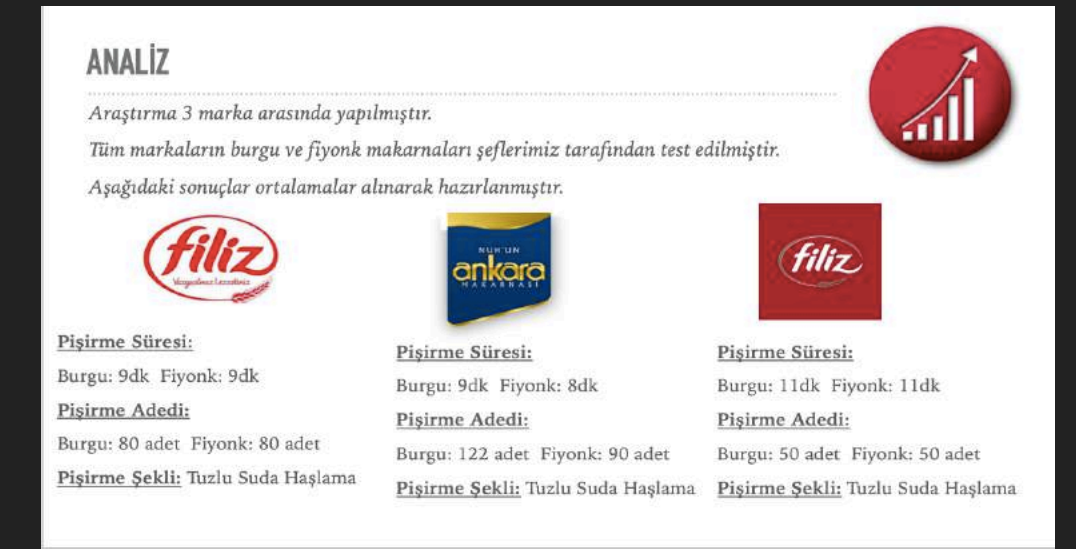 ANALİZ
Araştırma 3 marka arasında yapılmıştır.
Tüm markaların burgu ve fiyonk makarnaları şeflerimiz tarafından test edilmiştir.
Aşağıdaki sonuçlar ortalamalar alınarak hazırlanmıştır.
filiz
Vazgeçilmez Lezzetiniz
Pişirme Süresi:
Burgu: 9dk Fiyonk: 9dk
Pişirme Adedi:
Burgu: 80 adet Fiyonk: 80 adet
Pişirme Şekli: Tuzlu Suda Haşlama
NUH'UN
ankara
MAKARNASI
Pişirme Süresi:
Burgu: 9dk Fiyonk: 8dk
Pişirme Adedi:
Burgu: 122 adet Fiyonk: 90 adet
Pişirme Şekli: Tuzlu Suda Haşlama
filiz
Pişirme Süresi:
Burgu: 11dk Fiyonk: 11dk
Pişirme Adedi:
Burgu: 50 adet Fiyonk: 50 adet
Pişirme Şekli: Tuzlu Suda Haşlama